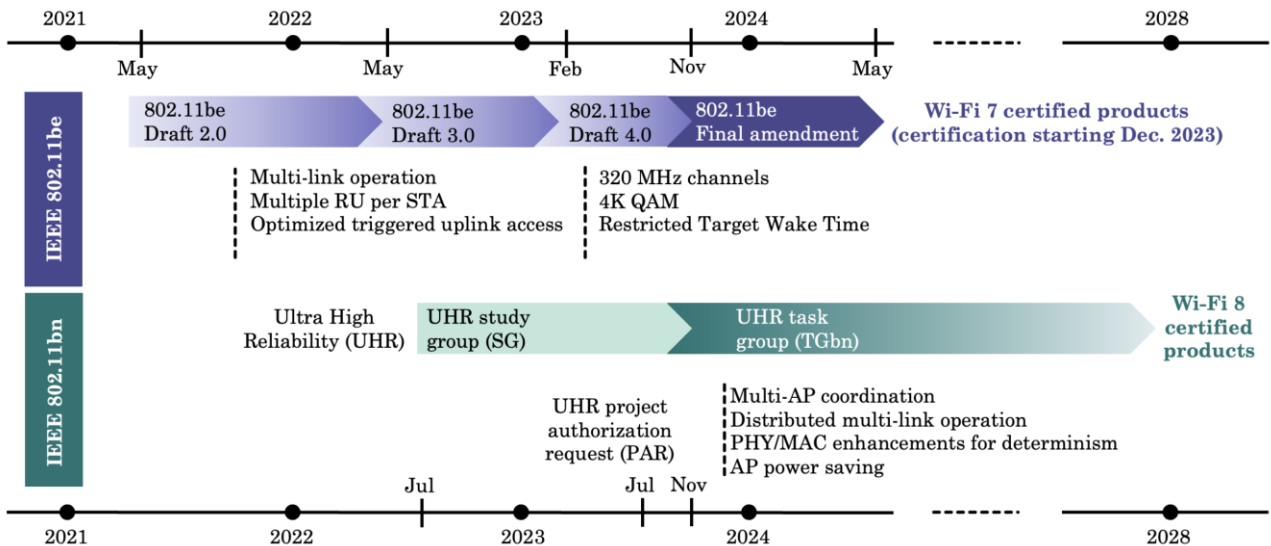 2021
2022
2023
2024
2028
May
May
Feb
Nov
May
IEEE 802.11be
802.11be
Draft 2.0
802.11be
Draft 3.0
802.11be
Draft 4.0
802.11be
Final amendment
Wi-Fi 7 certified products
(certification starting Dec. 2023)
Multi-link operation
Multiple RU per STA
Optimized triggered uplink access
320 MHz channels
4K QAM
Restricted Target Wake Time
IEEE 802.11bn
Ultra High
Reliability (UHR)
UHR study
group (SG)
UHR task
group (TGbn)
Wi-Fi 8
certified
products
UHR project
authorization
request (PAR)
Multi-AP coordination
Distributed multi-link operation
PHY/MAC enhancements for determinism
AP power saving
Jul
Jul
Nov
2021
2022
2023
2024
2028